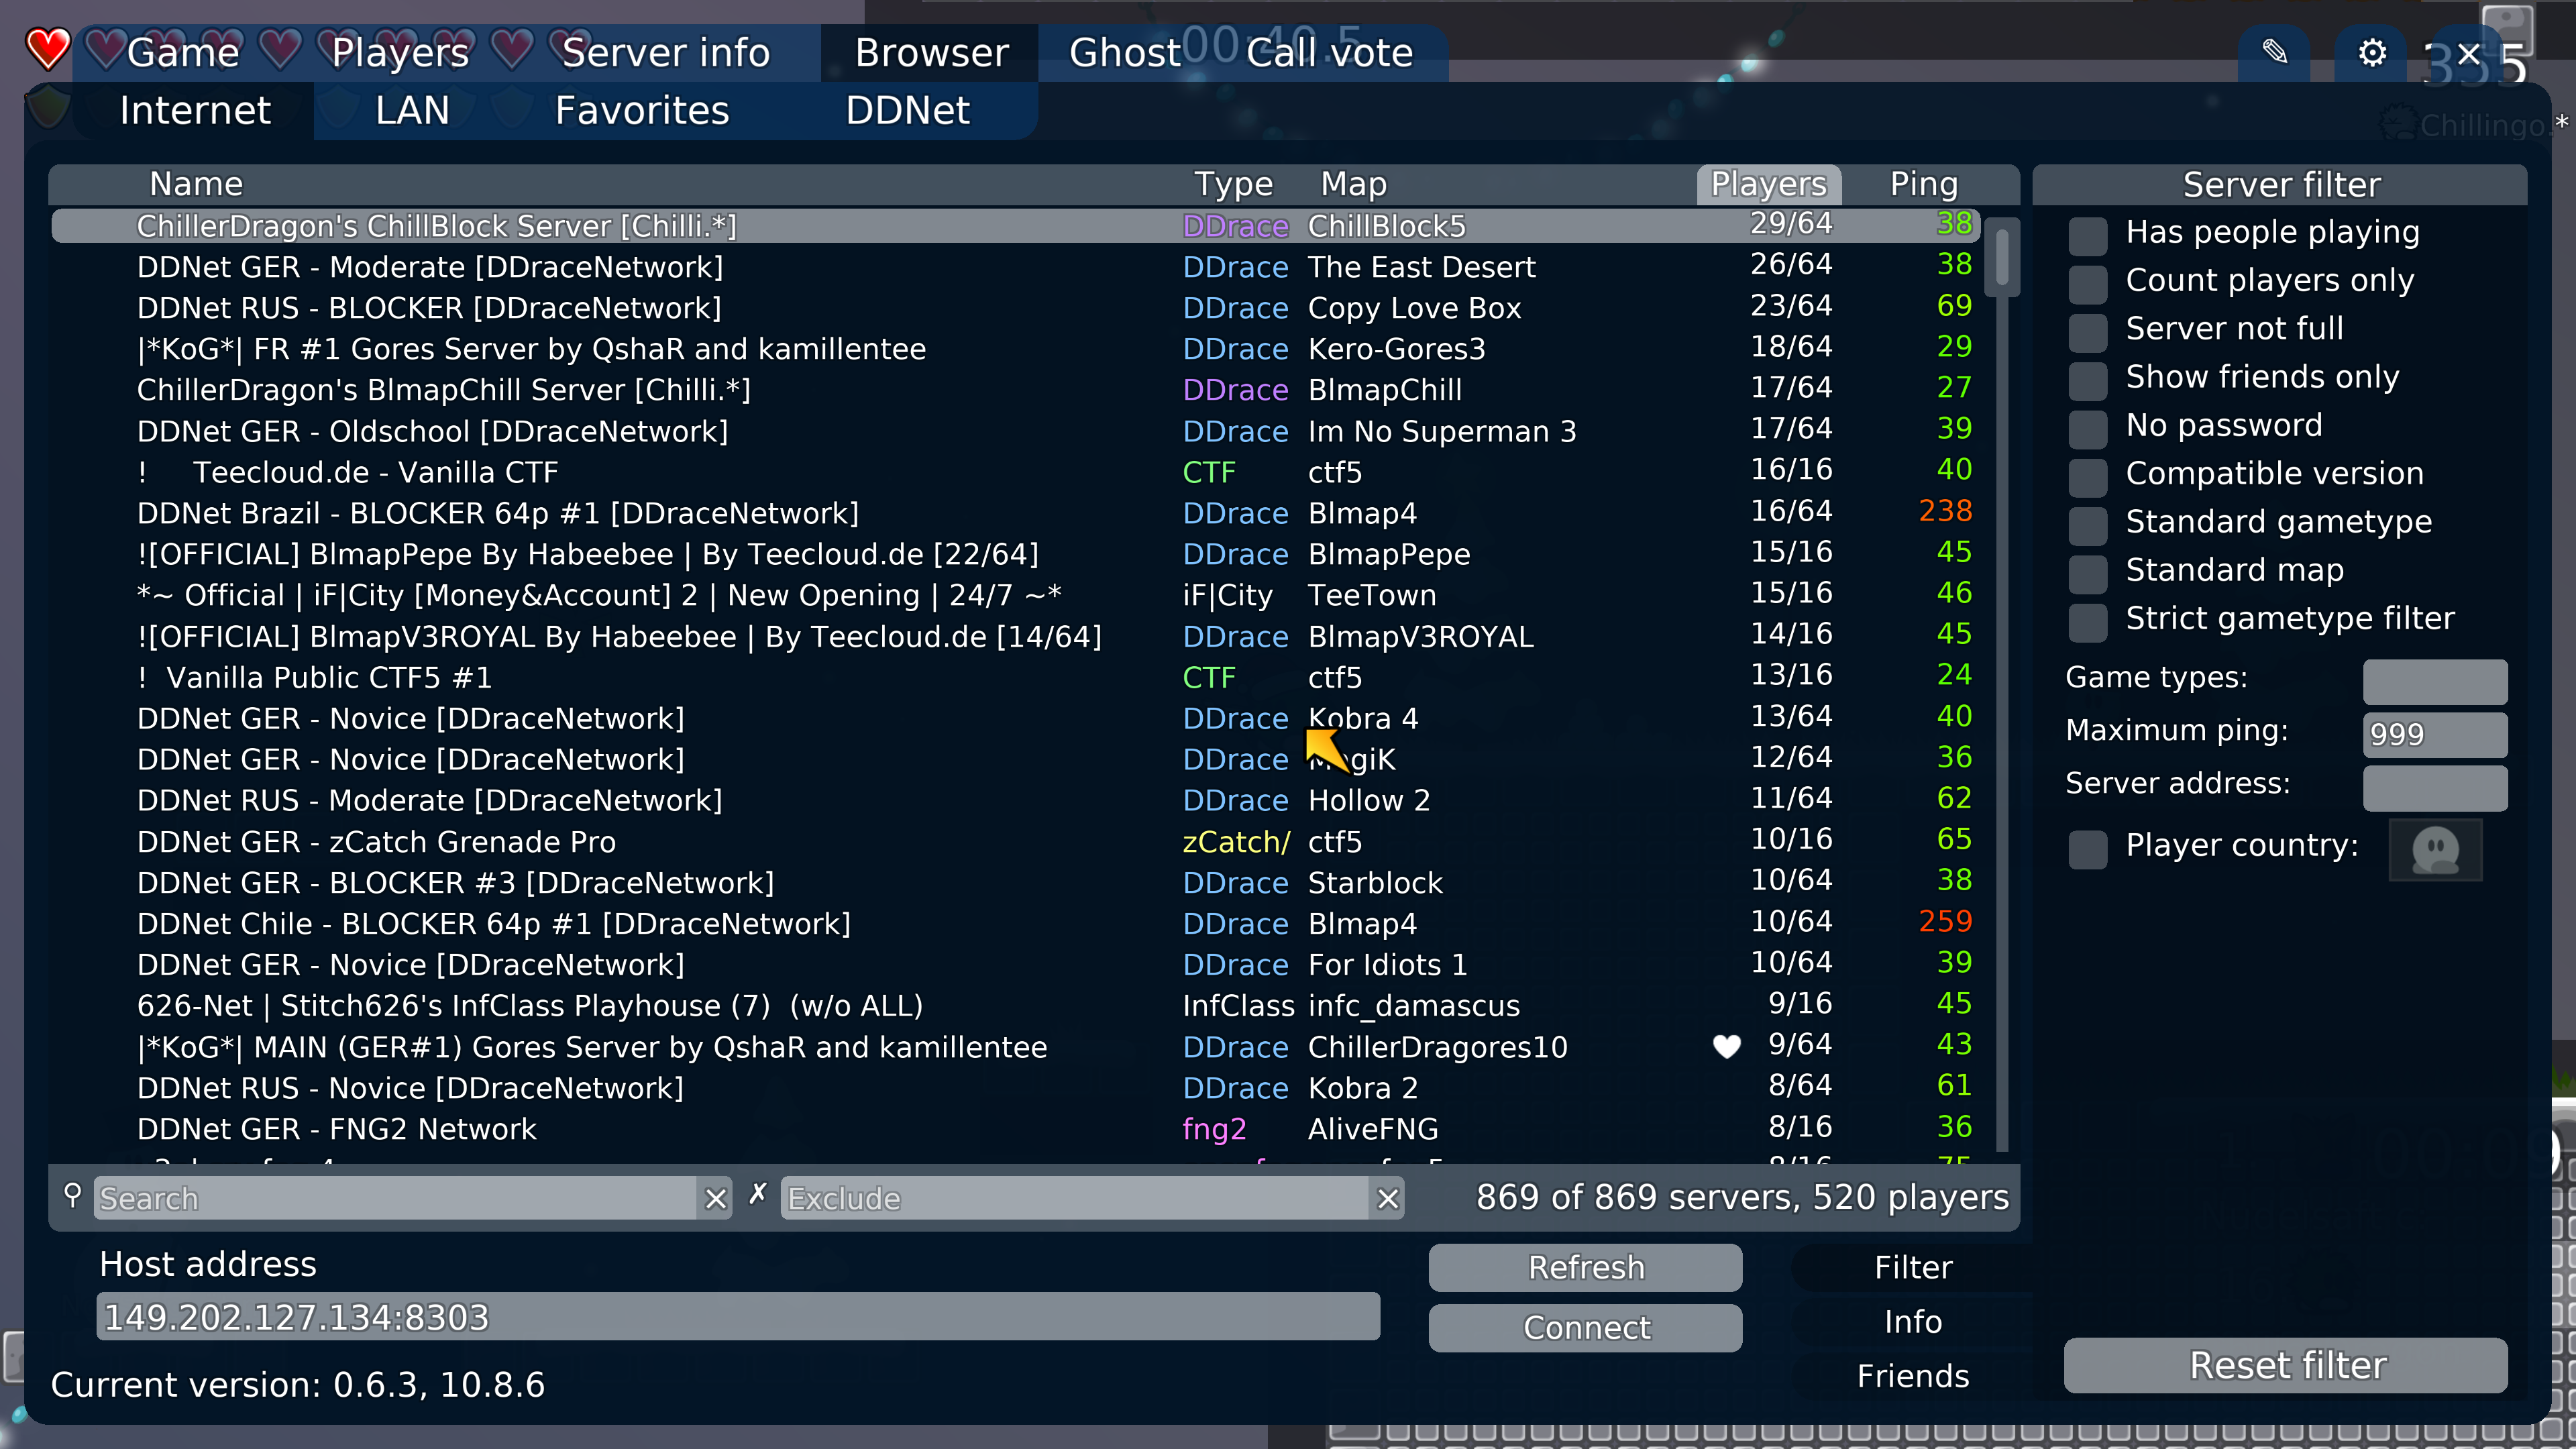 Game Players Server info Browser Ghost Call vote 00:40.5 355
Internet LAN Favorites DDNet
Chillingo.*
Name Type Map Players Ping
ChillerDragon's ChillBlock Server [Chilli.*] DDrace ChillBlock5 29/64 38
DDNet GER - Moderate [DDraceNetwork] DDrace The East Desert 26/64 38
DDNet RUS - BLOCKER [DDraceNetwork] DDrace Copy Love Box 23/64 69
|*KoG*| FR #1 Gores Server by QshaR and kamillentee DDrace Kero-Gores3 18/64 29
ChillerDragon's BlmapChill Server [Chilli.*] DDrace BlmapChill 17/64 27
DDNet GER - Oldschool [DDraceNetwork] DDrace Im No Superman 3 17/64 39
! Teecloud.de - Vanilla CTF CTF ctf5 16/16 40
DDNet Brazil - BLOCKER 64p #1 [DDraceNetwork] DDrace Blmap4 16/64 238
![OFFICIAL] BlmapPepe By Habeebee | By Teecloud.de [22/64] DDrace BlmapPepe 15/16 45
*~ Official | iF|City [Money&Account] 2 | New Opening | 24/7 ~* iF|City TeeTown 15/16 46
![OFFICIAL] BlmapV3ROYAL By Habeebee | By Teecloud.de [14/64] DDrace BlmapV3ROYAL 14/16 45
! Vanilla Public CTF5 #1 CTF ctf5 13/16 24
DDNet GER - Novice [DDraceNetwork] DDrace Kobra 4 13/64 40
DDNet GER - Novice [DDraceNetwork] DDrace 12/64 36
DDNet RUS - Moderate [DDraceNetwork] DDrace Hollow 2 11/64 62
DDNet GER - zCatch Grenade Pro zCatch/ ctf5 10/16 65
DDNet GER - BLOCKER #3 [DDraceNetwork] DDrace Starblock 10/64 38
DDNet Chile - BLOCKER 64p #1 [DDraceNetwork] DDrace Blmap4 10/64 259
DDNet GER - Novice [DDraceNetwork] DDrace For Idiots 1 10/64 39
626-Net | Stitch626's InfClass Playhouse (7) (w/o ALL) InfClass infc_damascus 9/16 45
|*KoG*| MAIN (GER#1) Gores Server by QshaR and kamillentee DDrace ChillerDragores10 9/64 43
DDNet RUS - Novice [DDraceNetwork] DDrace Kobra 2 8/64 61
DDNet GER - FNG2 Network fng2 AliveFNG 8/16 36
Search Exclude 869 of 869 servers, 520 players
Host address
149.202.127.134:8303
Current version: 0.6.3, 10.8.6
Refresh
Connect
Filter
Info
Friends
Server filter
Has people playing
Count players only
Server not full
Show friends only
No password
Compatible version
Standard gametype
Standard map
Strict gametype filter
Game types:
Maximum ping: 999
Server address:
Player country:
Reset filter